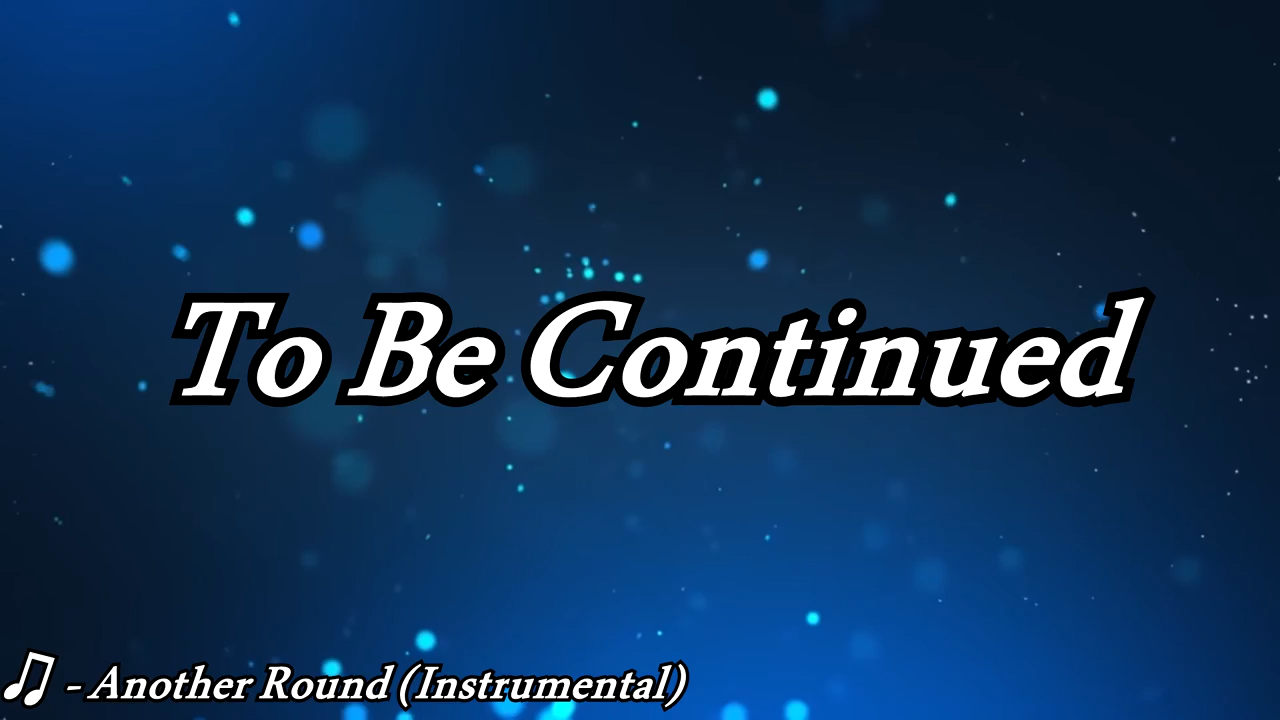 To Be Continued
♫ - Another Round (Instrumental)